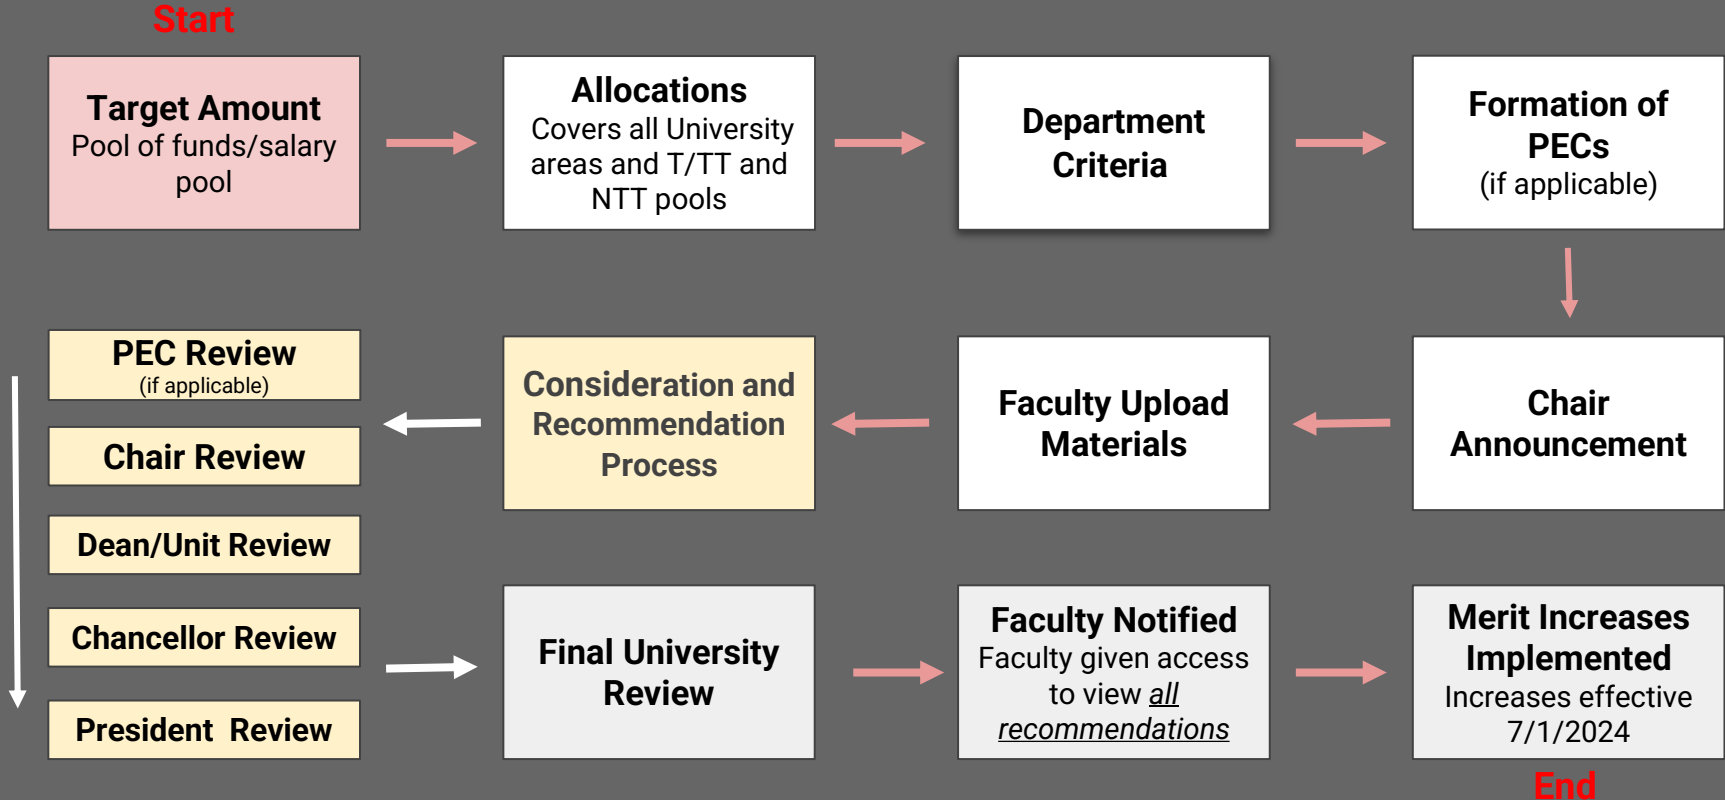 Start
Target Amount
Pool of funds/salary
pool
Allocations
Covers all University
areas and T/TT and
NTT pools
Department
Criteria
Formation of
PECs
(if applicable)
Chair
Announcement
Faculty Upload
Materials
Consideration and
Recommendation
Process
PEC Review
(if applicable)
Chair Review
Dean/Unit Review
Chancellor Review
President Review
Final University
Review
Faculty Notified
Faculty given access
to view all
recommendations
Merit Increases
Implemented
Increases effective
7/1/2024
End